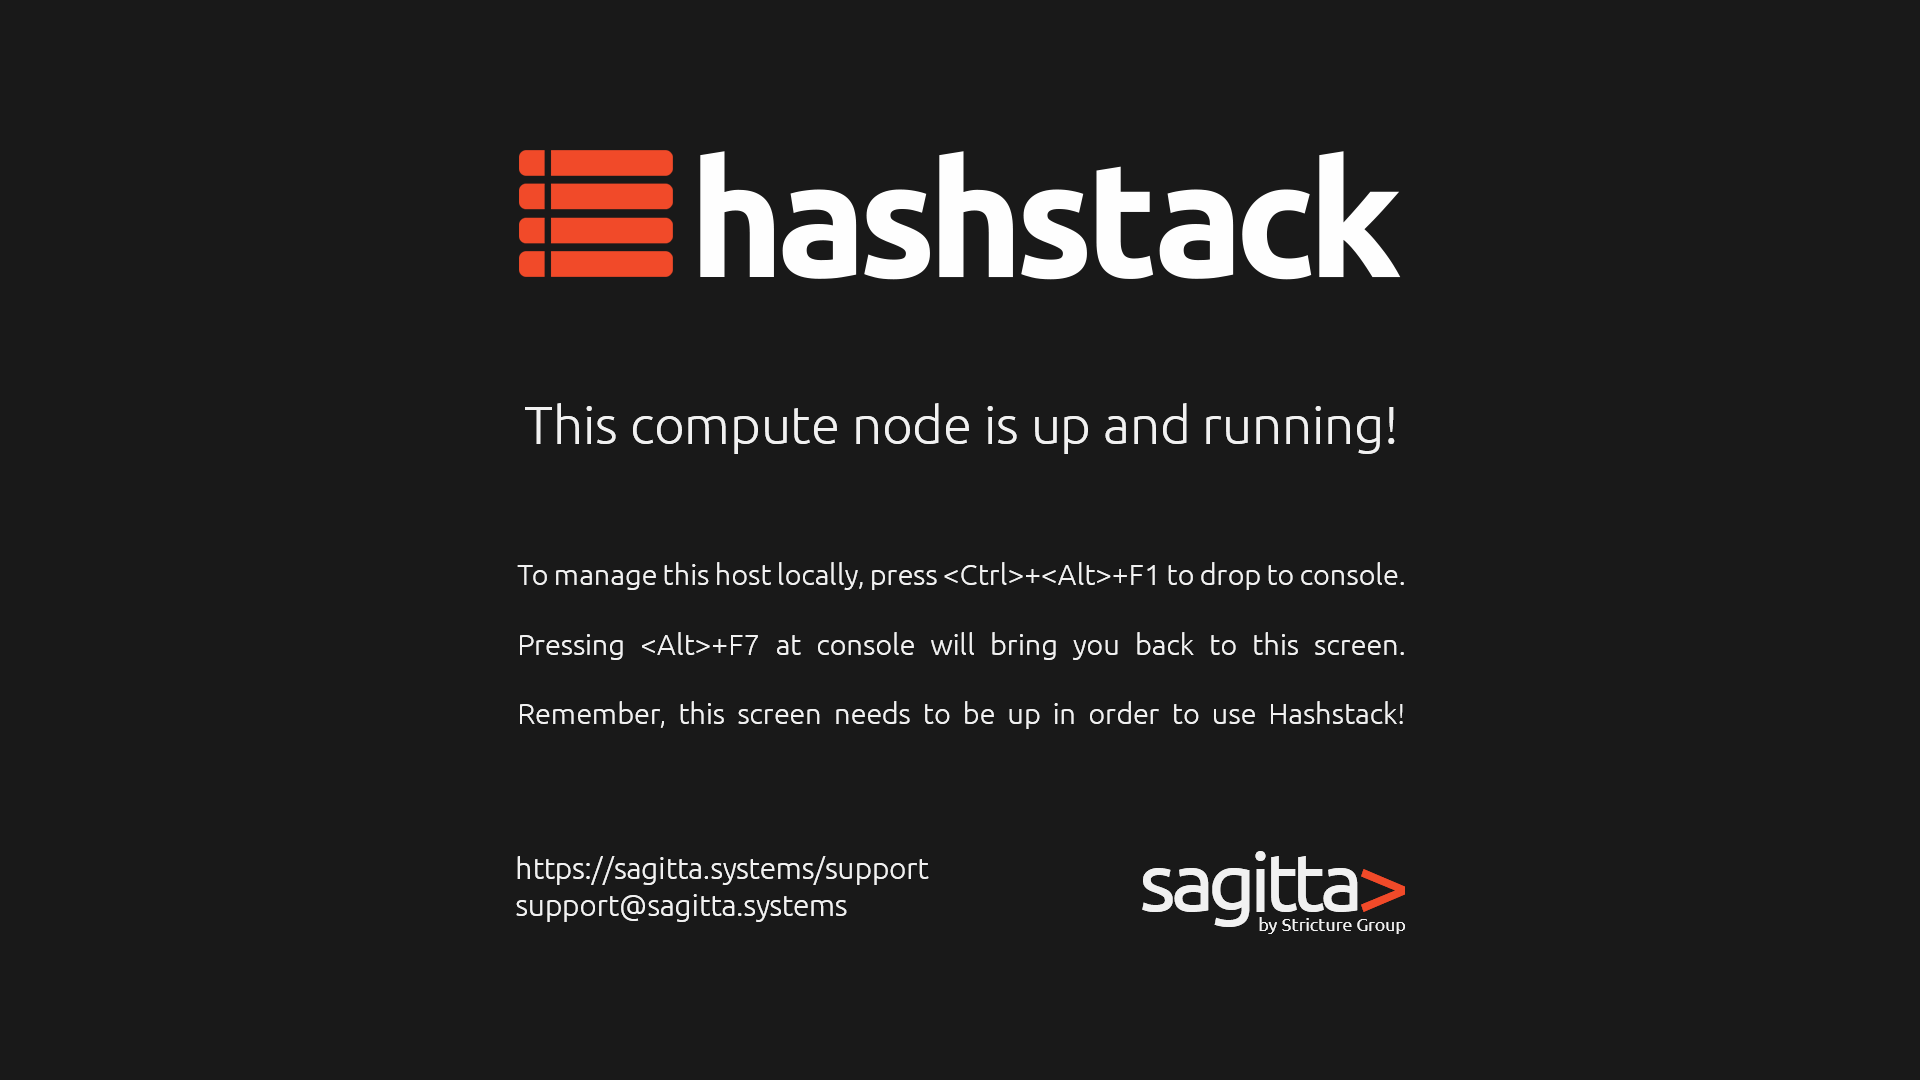 hashstack
This compute node is up and running!
To manage this host locally, press <Ctrl>+<Alt>+F1 to drop to console.
Pressing <Alt>+F7 at console will bring you back to this screen.
Remember, this screen needs to be up in order to use Hashstack!
https://sagitta.systems/support
support@sagitta.systems
sagitta>
by Stricture Group